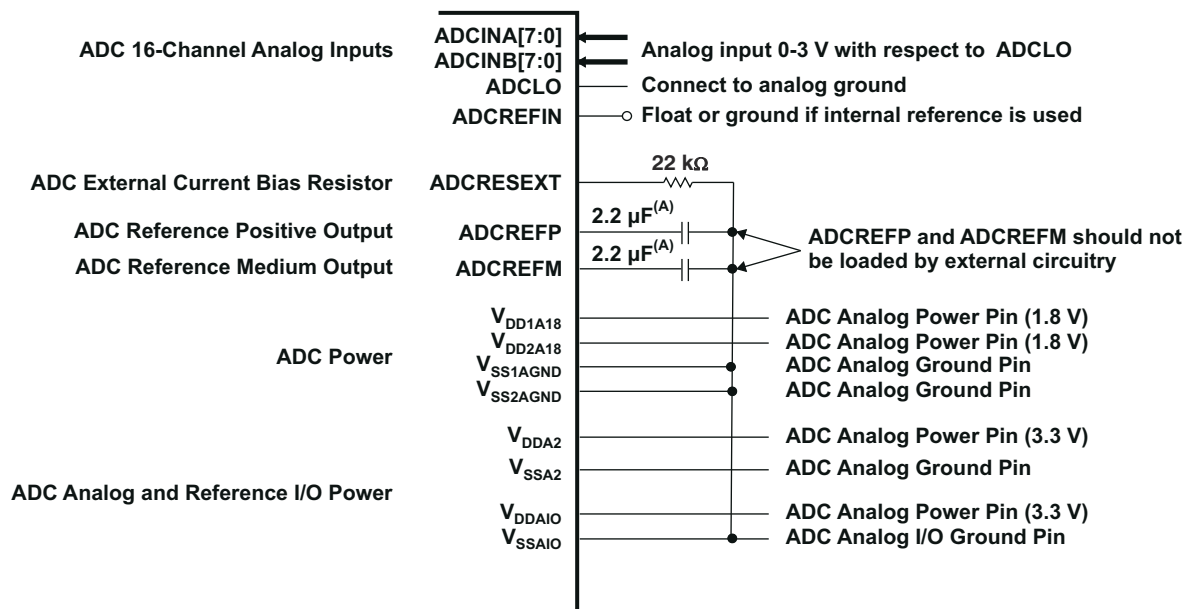 ADC 16-Channel Analog Inputs
ADCINA[7:0]
ADCINB[7:0]
Analog input 0-3 V with respect to ADCLO
ADCLO
Connect to analog ground
ADCREFIN
Float or ground if internal reference is used
22 kΩ
ADC External Current Bias Resistor
ADCRESEXT
2.2 µF(A)
ADC Reference Positive Output
ADCREFP
2.2 µF(A)
ADC Reference Medium Output
ADCREFM
ADCREFP and ADCREFM should not
be loaded by external circuitry
ADC Power
VDD1A18
ADC Analog Power Pin (1.8 V)
VDD2A18
ADC Analog Power Pin (1.8 V)
VSS1AGND
ADC Analog Ground Pin
VSS2AGND
ADC Analog Ground Pin
ADC Analog and Reference I/O Power
VDDA2
ADC Analog Power Pin (3.3 V)
VSSA2
ADC Analog Ground Pin
VDDAIO
ADC Analog Power Pin (3.3 V)
VSSAIO
ADC Analog I/O Ground Pin